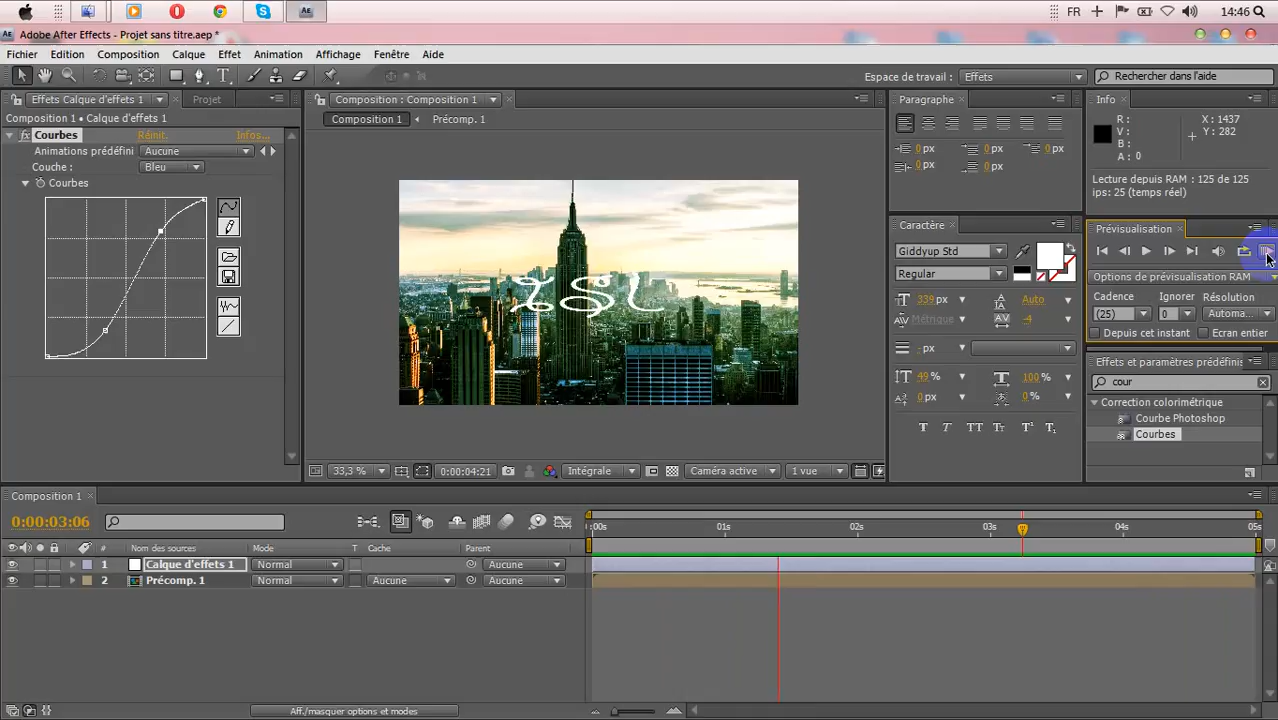 FR
14:46
Adobe After Effects - Projet sans titre.aep *
Fichier Edition Composition Calque Effet Animation Affichage Fenêtre Aide
Espace de travail : Effets
Rechercher dans l'aide
Effets Calque d'effets 1
Projet
Composition : Composition 1
Paragraphe
Info
Composition 1 • Calque d'effets 1
Composition 1
Précomp. 1
Courbes Réinit. Infos...
Animations prédéfini Aucune
Couche : Bleu
Courbes
0 px 0 px 0 px
0 px 0 px
R :
V :
B :
A : 0
X : 1437
Y : 282
Lecture depuis RAM : 125 de 125
ips: 25 (temps réel)
Caractère
Giddyup Std
Regular
339 px Auto
Métrique -4
- px
49 % 100 %
0 px 0 %
Prévisualisation
Options de prévisualisation RAM
Cadence Ignorer Résolution
(25) 0 Automa...
Depuis cet instant Ecran entier
Effets et paramètres prédéfinis
cour
Correction colorimétrique
Courbe Photoshop
Courbes
33,3 % 0:00:04:21 Intégrale Caméra active 1 vue
Composition 1
0:00:03:06
:00s 01s 02s 03s 04s 05s
# Nom des sources Mode T Cache Parent
1 Calque d'effets 1 Normal Aucune
2 Précomp. 1 Normal Aucune Aucune
Aff./masquer options et modes